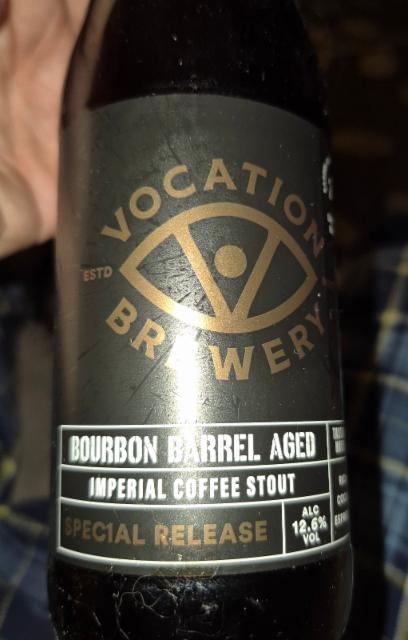 VOCATION
ESTD
BREWERY
BOURBON BARREL AGED
IMPERIAL COFFEE STOUT
SPECIAL RELEASE
ALC
12.6%
VOL